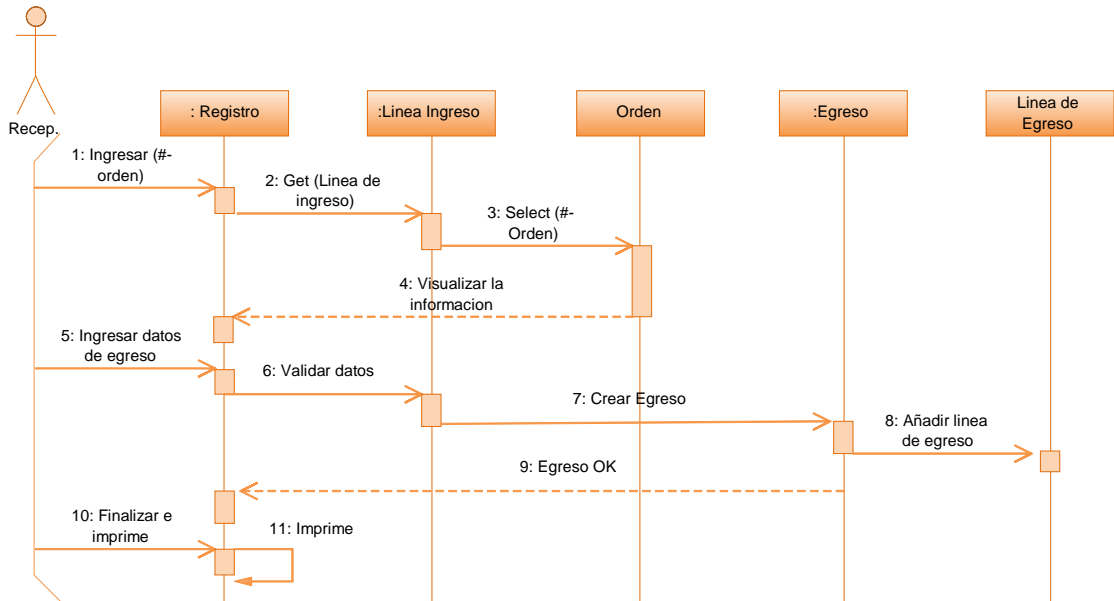 Recep.
: Registro
:Linea Ingreso
Orden
:Egreso
Linea de
Egreso
1: Ingresar (#-
orden)
2: Get (Linea de
ingreso)
3: Select (#-
Orden)
4: Visualizar la
informacion
5: Ingresar datos
de egreso
6: Validar datos
7: Crear Egreso
8: Añadir linea
de egreso
9: Egreso OK
10: Finalizar e
imprime
11: Imprime